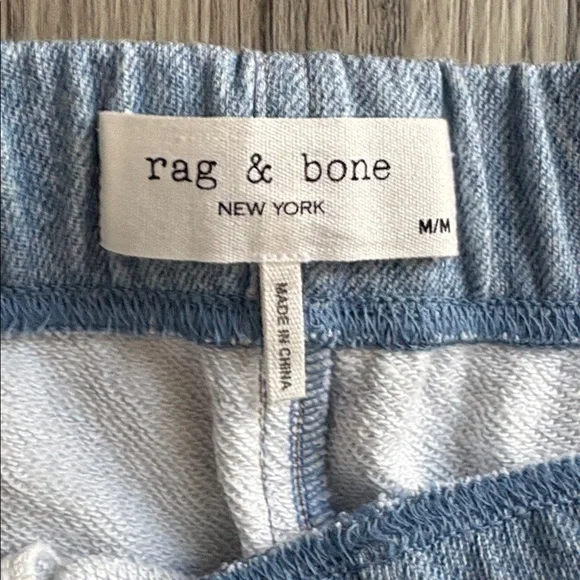 rag & bone
NEW YORK
M/M
MADE IN CHINA